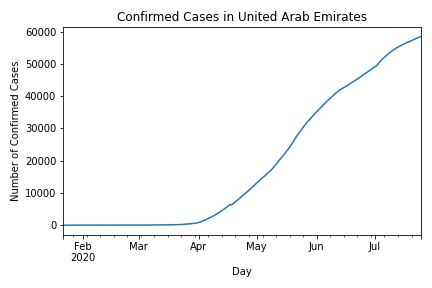 Confirmed Cases in United Arab Emirates
60000
50000
40000
30000
20000
10000
0
Number of Confirmed Cases
Feb Mar Apr May Jun Jul
2020
Day